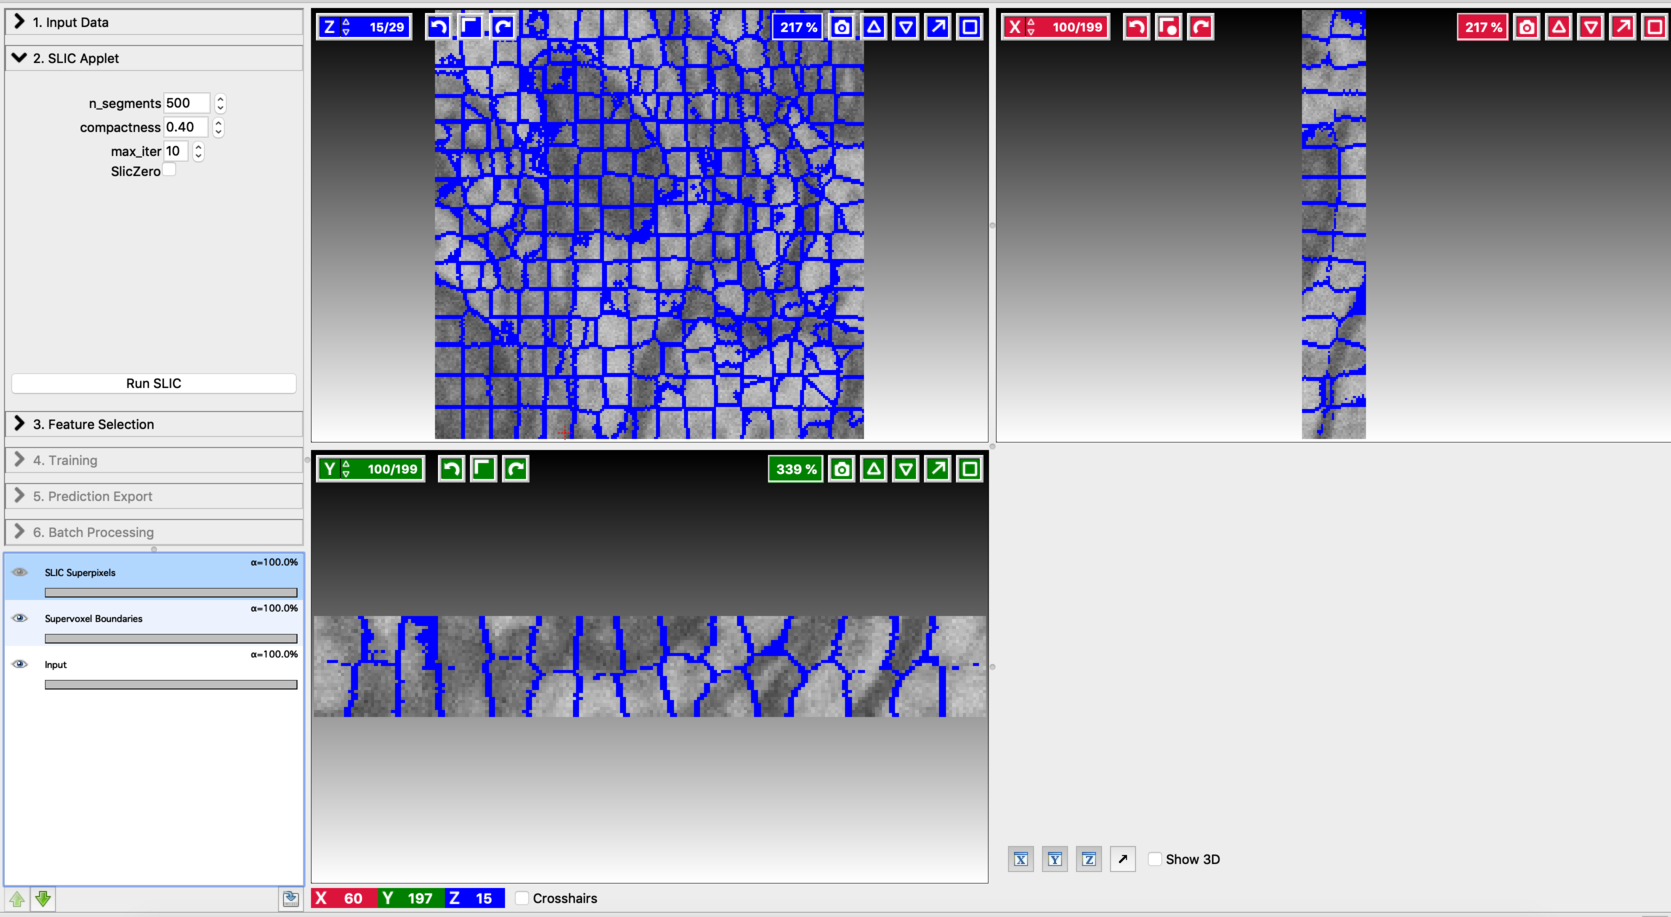 1. Input Data
2. SLIC Applet
n_segments 500
compactness 0.40
max_iter 10
SlicZero
Run SLIC
3. Feature Selection
4. Training
5. Prediction Export
6. Batch Processing
α=100.0%
SLIC Superpixels
α=100.0%
Supervoxel Boundaries
α=100.0%
Input
Z 15/29
217 %
X 100/199
217 %
Y 100/199
339 %
X Y Z
Show 3D
X 60 Y 197 Z 15
Crosshairs